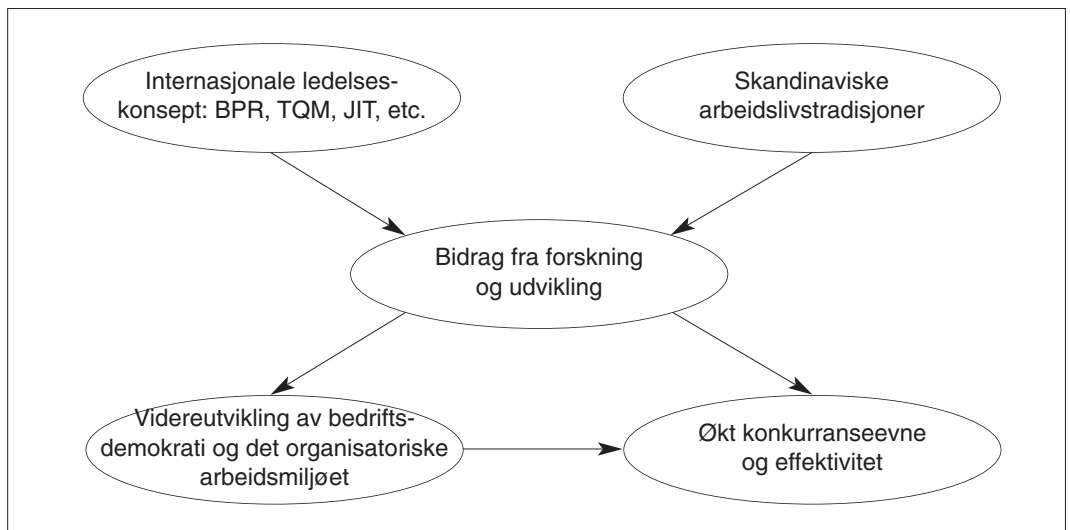 Internasjonale ledelses-
konsept: BPR, TQM, JIT, etc.
Skandinaviske
arbeidslivstradisjoner
Bidrag fra forskning
og udvikling
Videreutvikling av bedrifts-
demokrati og det organisatoriske
arbeidsmiljøet
Økt konkurranseevne
og effektivitet